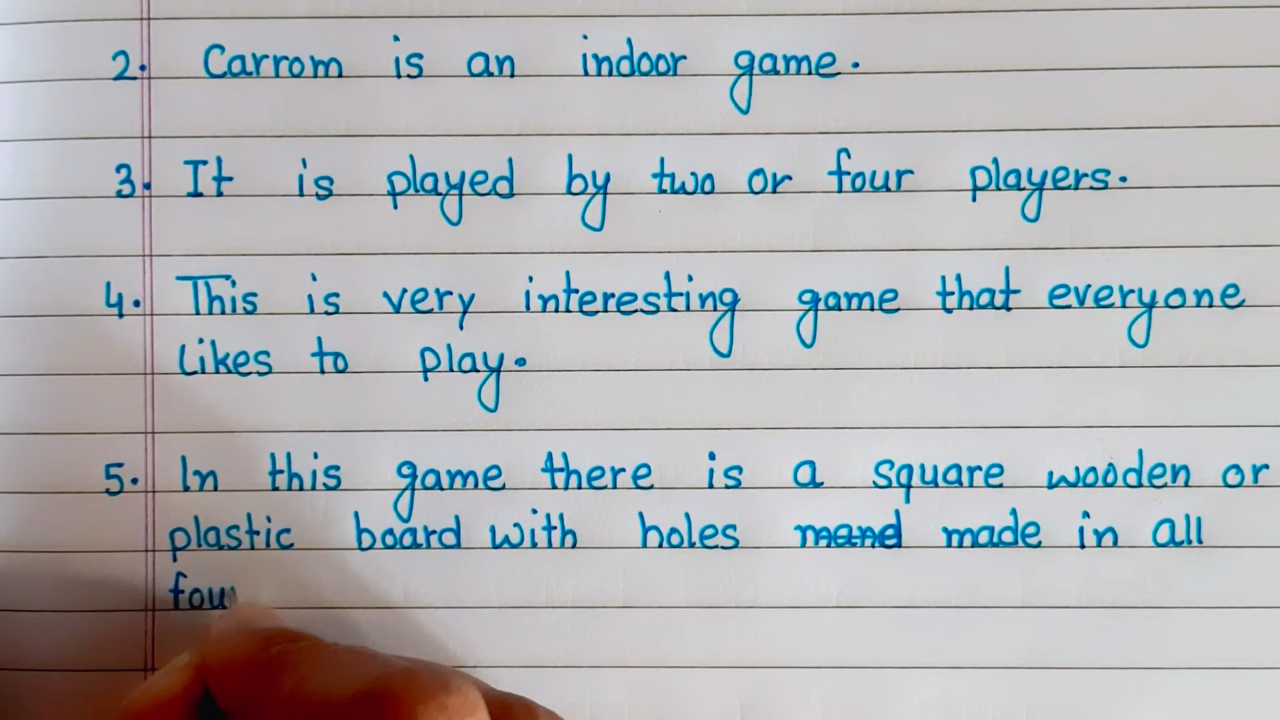 2. Carrom is an indoor game.
3. It is played by two or four players.
4. This is very interesting game that everyone
likes to play.
5. In this game there is a square wooden or
plastic board with holes mand made in all